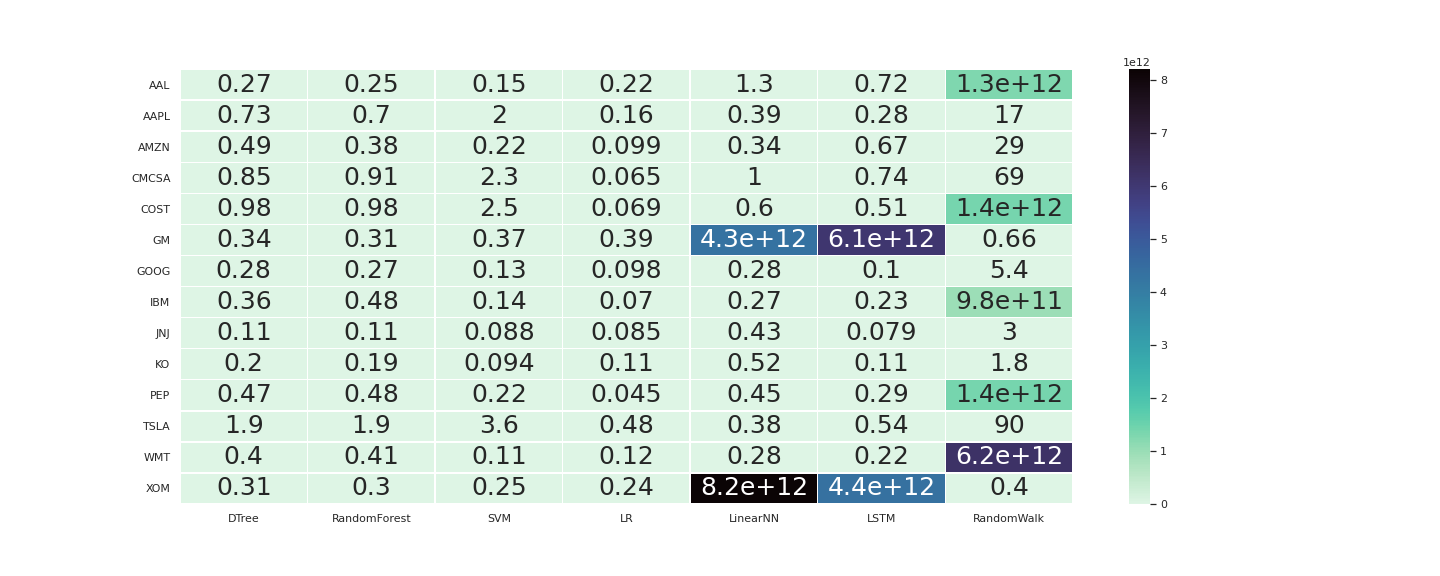 1e12
AAL 0.27 0.25 0.15 0.22 1.3 0.72 1.3e+12
8
AAPL 0.73 0.7 2 0.16 0.39 0.28 17
7
AMZN 0.49 0.38 0.22 0.099 0.34 0.67 29
CMCSA 0.85 0.91 2.3 0.065 1 0.74 69
6
COST 0.98 0.98 2.5 0.069 0.6 0.51 1.4e+12
GM 0.34 0.31 0.37 0.39 4.3e+12 6.1e+12 0.66
5
GOOG 0.28 0.27 0.13 0.098 0.28 0.1 5.4
4
IBM 0.36 0.48 0.14 0.07 0.27 0.23 9.8e+11
JNJ 0.11 0.11 0.088 0.085 0.43 0.079 3
3
KO 0.2 0.19 0.094 0.11 0.52 0.11 1.8
PEP 0.47 0.48 0.22 0.045 0.45 0.29 1.4e+12
2
TSLA 1.9 1.9 3.6 0.48 0.38 0.54 90
1
WMT 0.4 0.41 0.11 0.12 0.28 0.22 6.2e+12
XOM 0.31 0.3 0.25 0.24 8.2e+12 4.4e+12 0.4
0
DTree RandomForest SVM LR LinearNN LSTM RandomWalk